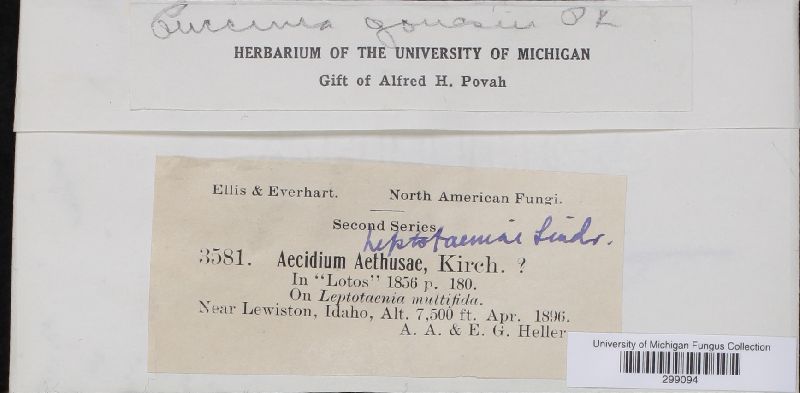 Puccinia jonesii Pk
HERBARIUM OF THE UNIVERSITY OF MICHIGAN
Gift of Alfred H. Povah
Ellis & Everhart. North American Fungi.
Second Series.
Leptotaeniae Lindr.
3581. Aecidium Aethusae, Kirch. ?
In "Lotos" 1856 p. 180.
On Leptotaenia multifida.
Near Lewiston, Idaho, Alt. 7,500 ft. Apr. 1896.
A. A. & E. G. Heller
University of Michigan Fungus Collection
299094